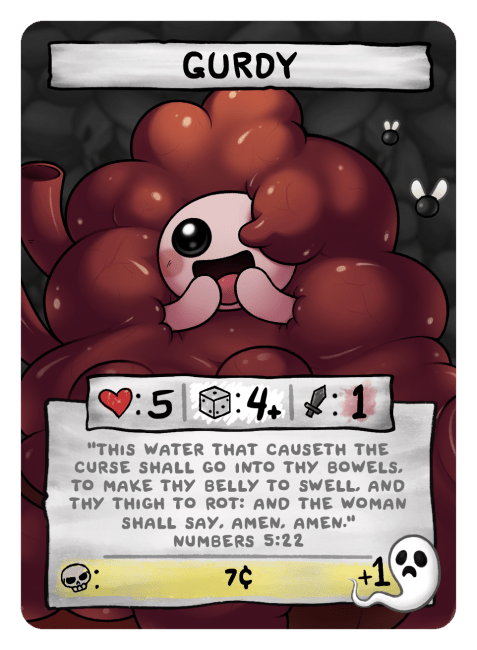 GURDY
:5 :4+ :1
"THIS WATER THAT CAUSETH THE
CURSE SHALL GO INTO THY BOWELS,
TO MAKE THY BELLY TO SWELL, AND
THY THIGH TO ROT: AND THE WOMAN
SHALL SAY, AMEN, AMEN."
NUMBERS 5:22
: 7¢ +1